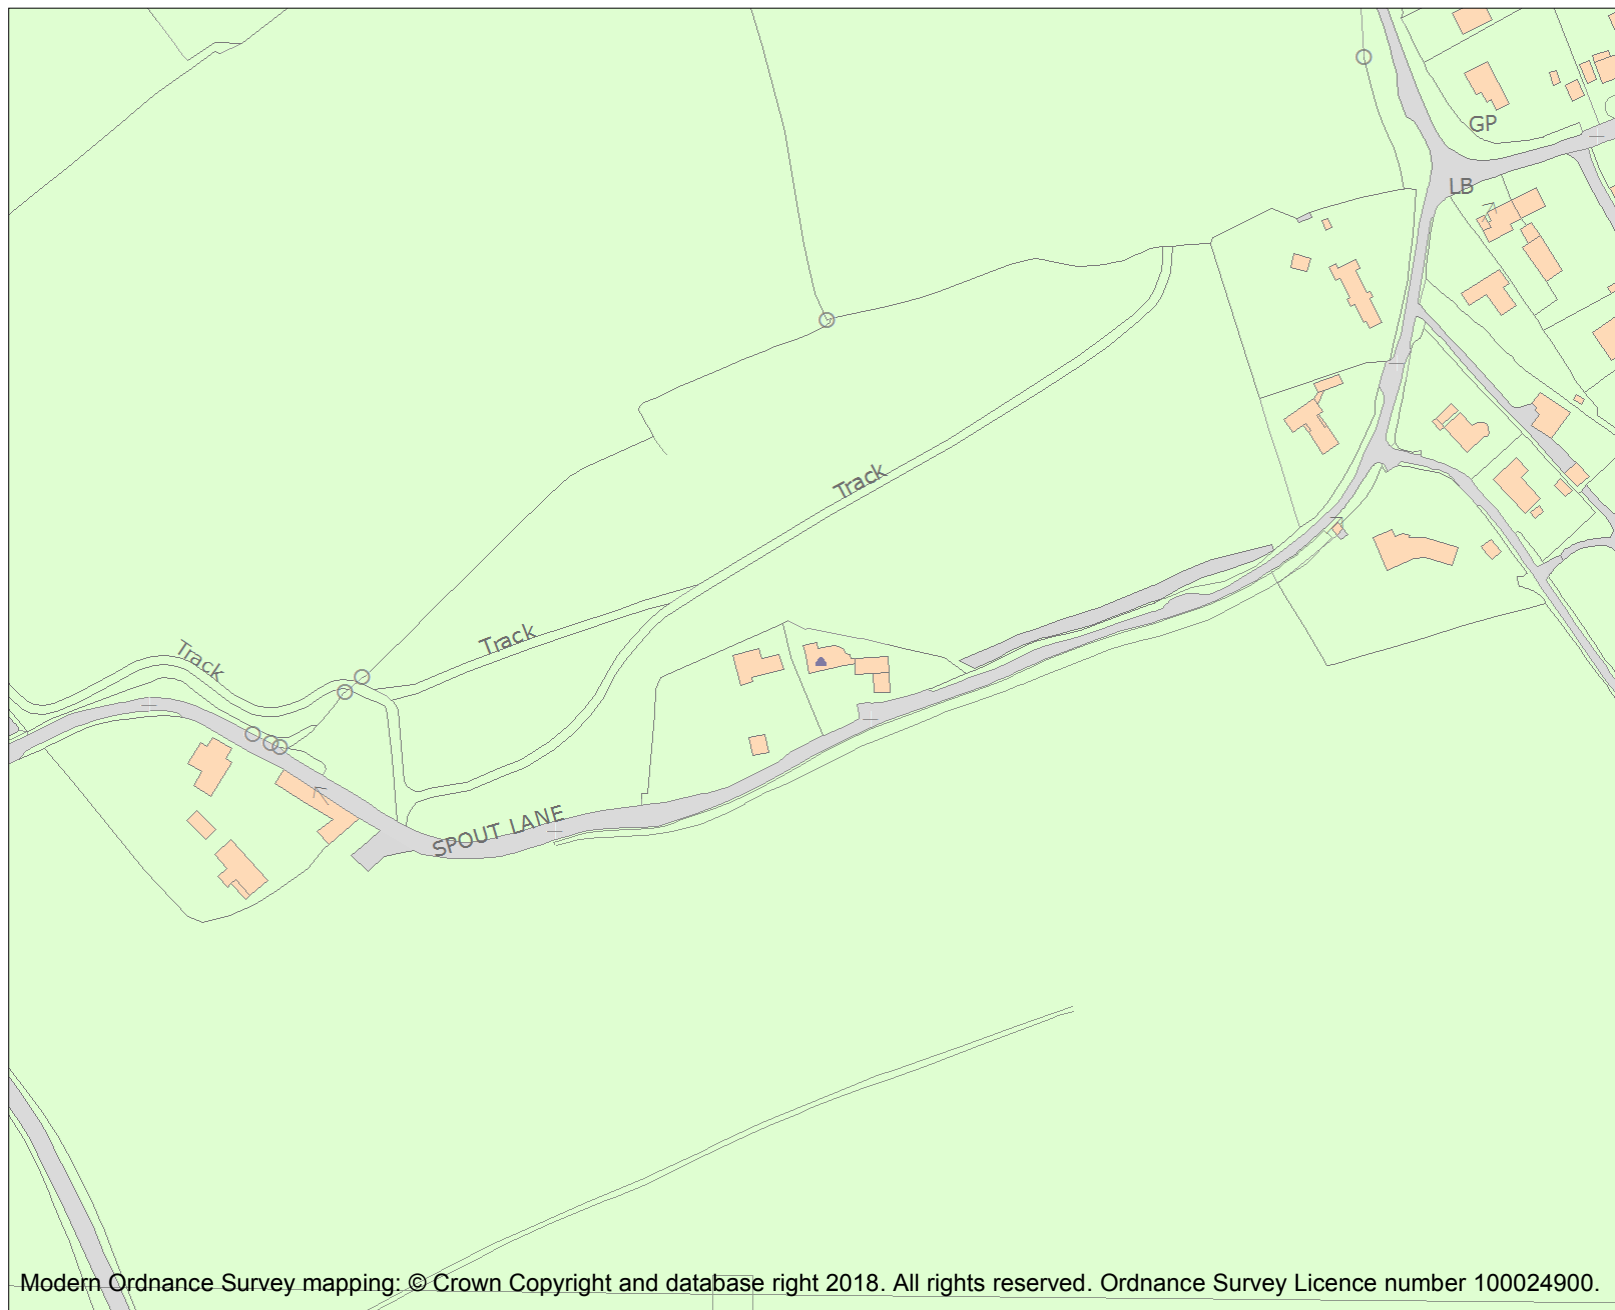 GP
LB
Track
Track
Track
SPOUT LANE
Modern Ordnance Survey mapping: © Crown Copyright and database right 2018. All rights reserved. Ordnance Survey Licence number 100024900.